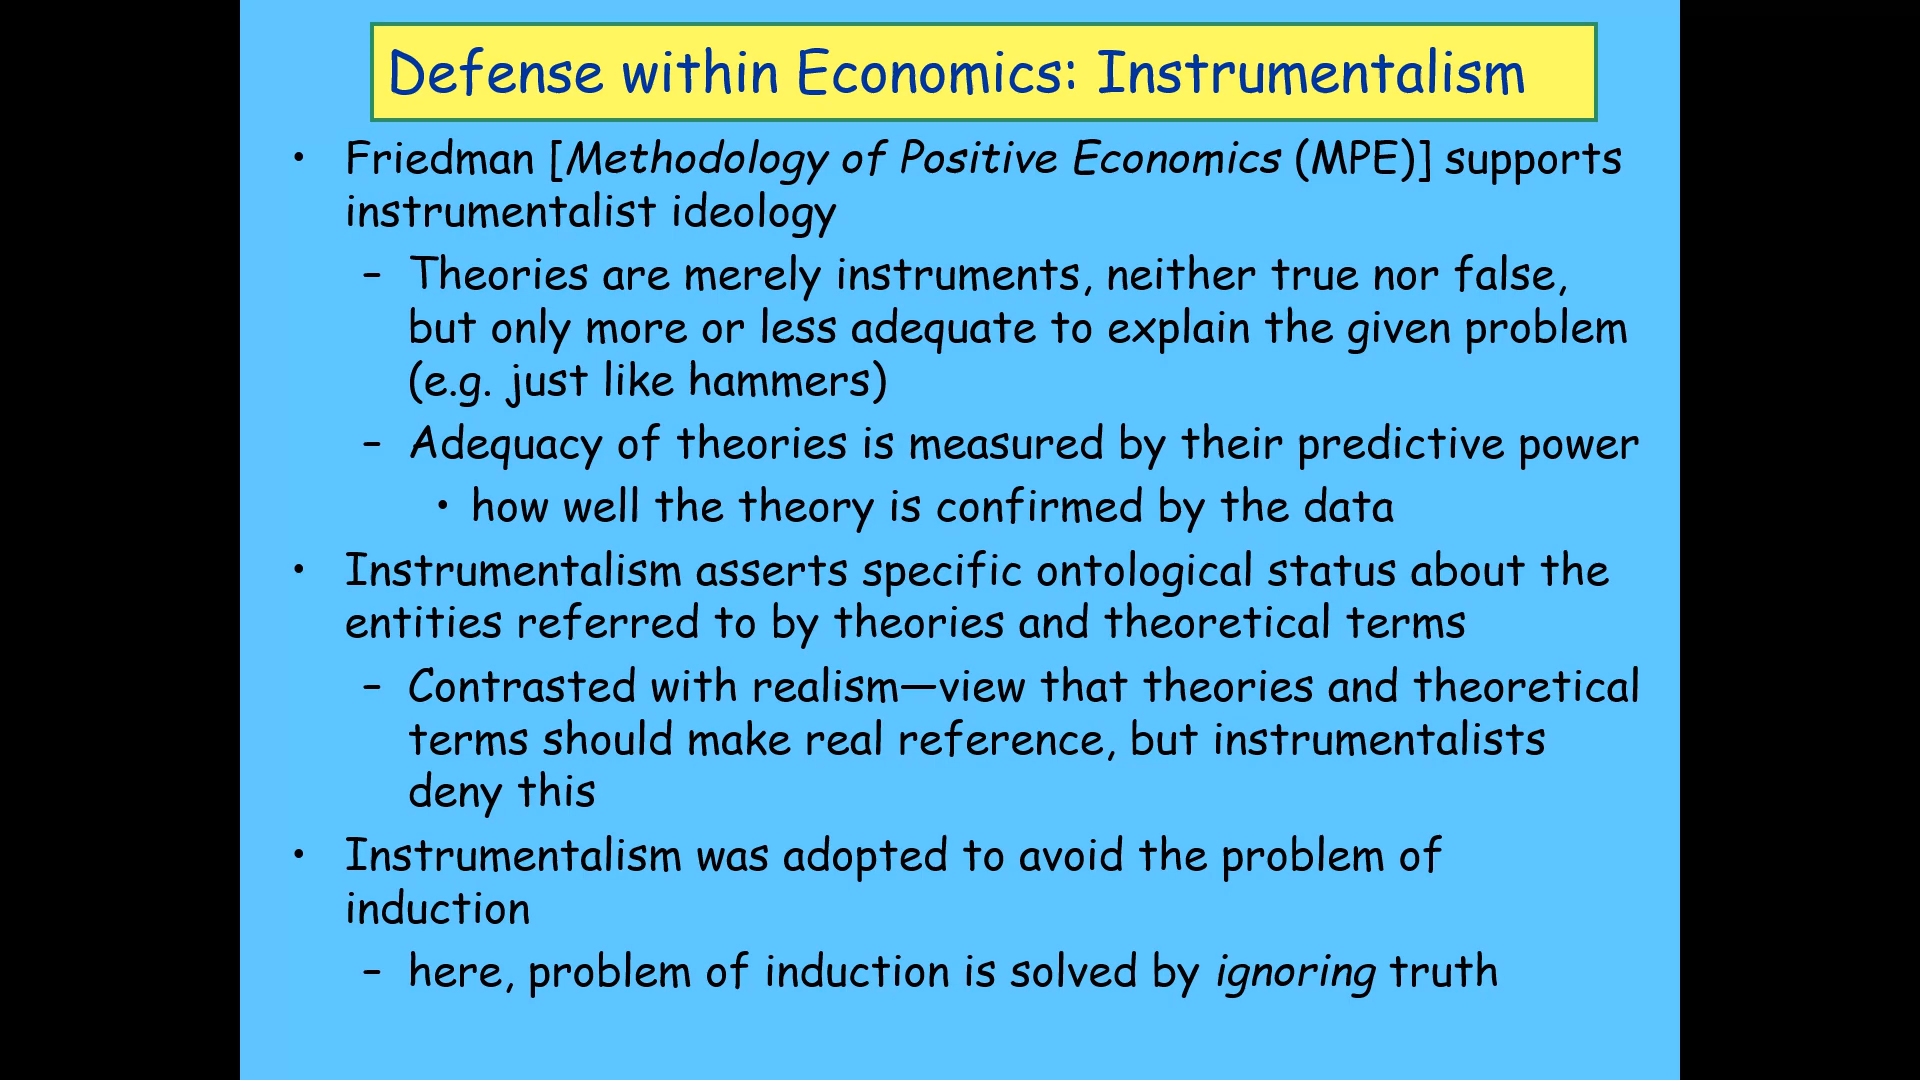 Defense within Economics: Instrumentalism
• Friedman [Methodology of Positive Economics (MPE)] supports
instrumentalist ideology
– Theories are merely instruments, neither true nor false,
but only more or less adequate to explain the given problem
(e.g. just like hammers)
– Adequacy of theories is measured by their predictive power
• how well the theory is confirmed by the data
• Instrumentalism asserts specific ontological status about the
entities referred to by theories and theoretical terms
– Contrasted with realism—view that theories and theoretical
terms should make real reference, but instrumentalists
deny this
• Instrumentalism was adopted to avoid the problem of
induction
– here, problem of induction is solved by ignoring truth